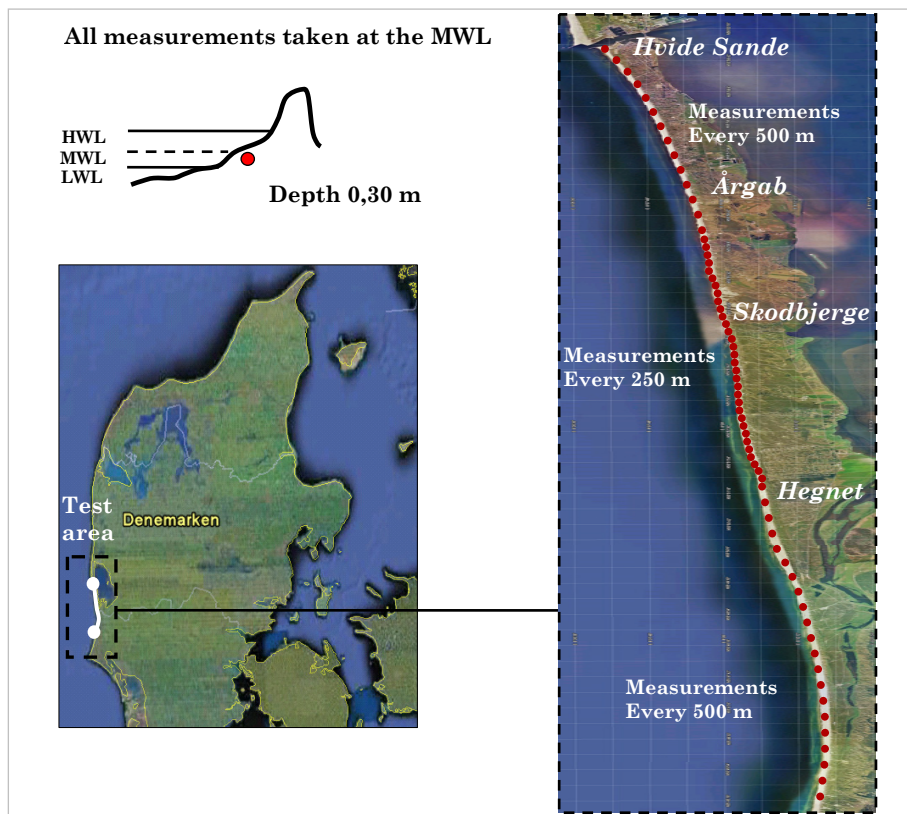 All measurements taken at the MWL
HWL
MWL
LWL
Depth 0,30 m
Test
area
Denemarken
Hvide Sande
Measurements
Every 500 m
Årgab
Skodbjerge
Measurements
Every 250 m
Hegnet
Measurements
Every 500 m